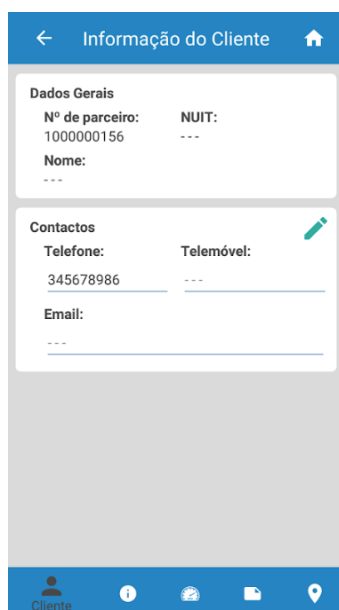 Informação do Cliente
Dados Gerais
Nº de parceiro: NUIT:
1000000156 ---
Nome:
---
Contactos
Telefone: Telemóvel:
345678986 ---
Email:
---
Cliente